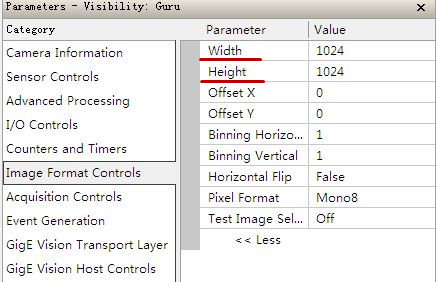 Parameters - Visibility: Guru
Category
Camera Information
Sensor Controls
Advanced Processing
I/O Controls
Counters and Timers
Image Format Controls
Acquisition Controls
Event Generation
GigE Vision Transport Layer
GigE Vision Host Controls
Parameter Value
Width 1024
Height 1024
Offset X 0
Offset Y 0
Binning Horizo... 1
Binning Vertical 1
Horizontal Flip False
Pixel Format Mono8
Test Image Sel... Off
<< Less